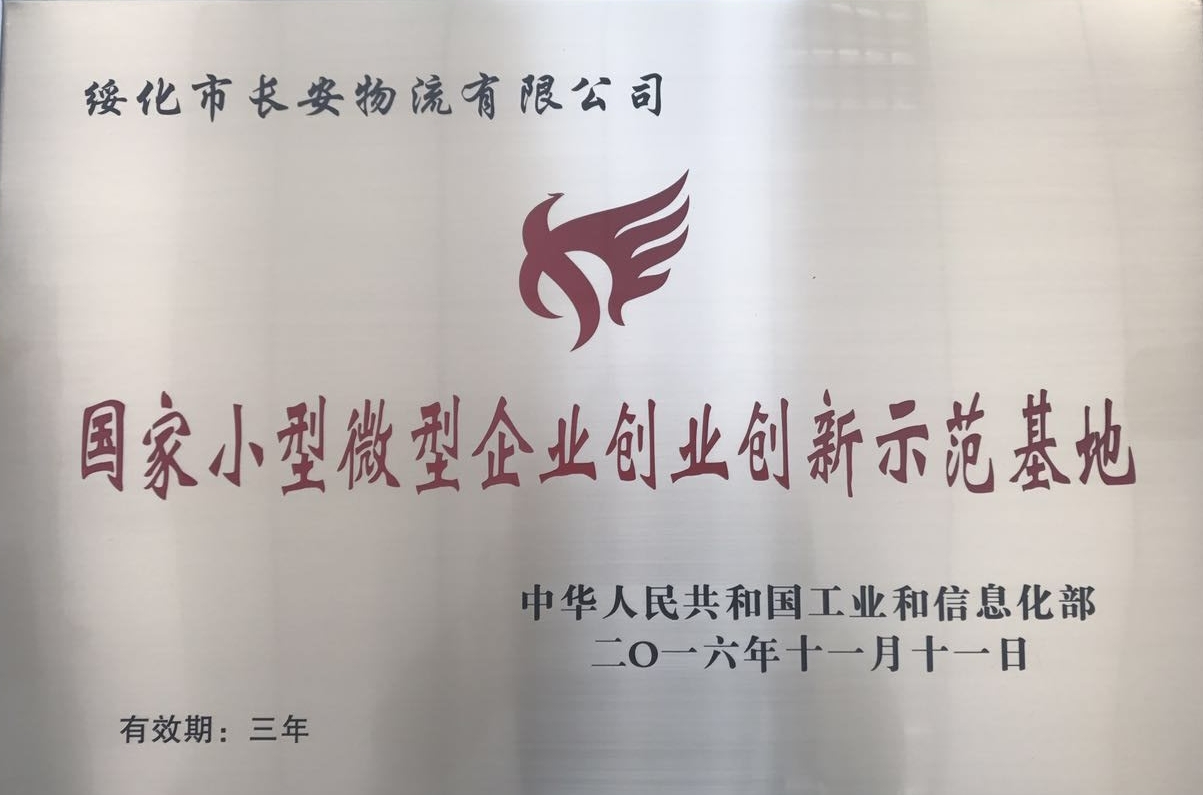 绥化市长安物流有限公司
国家小型微型企业创业创新示范基地
中华人民共和国工业和信息化部
二〇一六年十一月十一日
有效期：三年